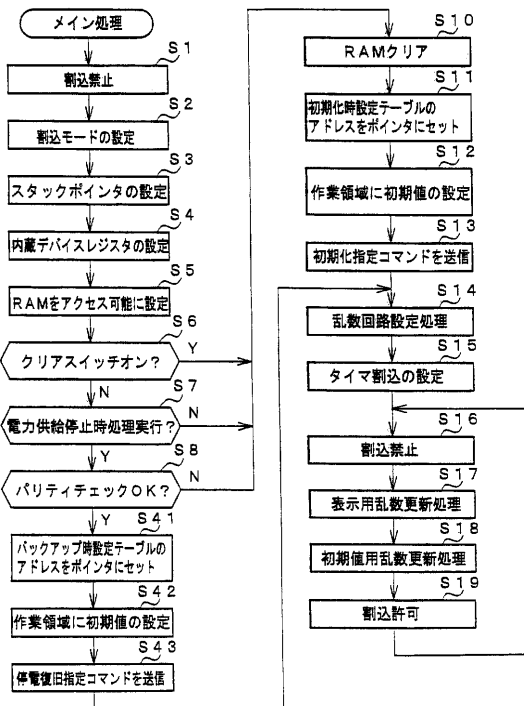 メイン処理
S1
割込禁止
S2
割込モードの設定
S3
スタックポインタの設定
S4
内蔵デバイスレジスタの設定
S5
RAMをアクセス可能に設定
S6
クリアスイッチオン?
Y
N
S7
電力供給停止時処理実行?
N
Y
S8
パリティチェックOK?
N
Y
S41
バックアップ時設定テーブルの
アドレスをポインタにセット
S42
作業領域に初期値の設定
S43
停電復旧指定コマンドを送信
S10
RAMクリア
S11
初期化時設定テーブルの
アドレスをポインタにセット
S12
作業領域に初期値の設定
S13
初期化指定コマンドを送信
S14
乱数回路設定処理
S15
タイマ割込の設定
S16
割込禁止
S17
表示用乱数更新処理
S18
初期値用乱数更新処理
S19
割込許可